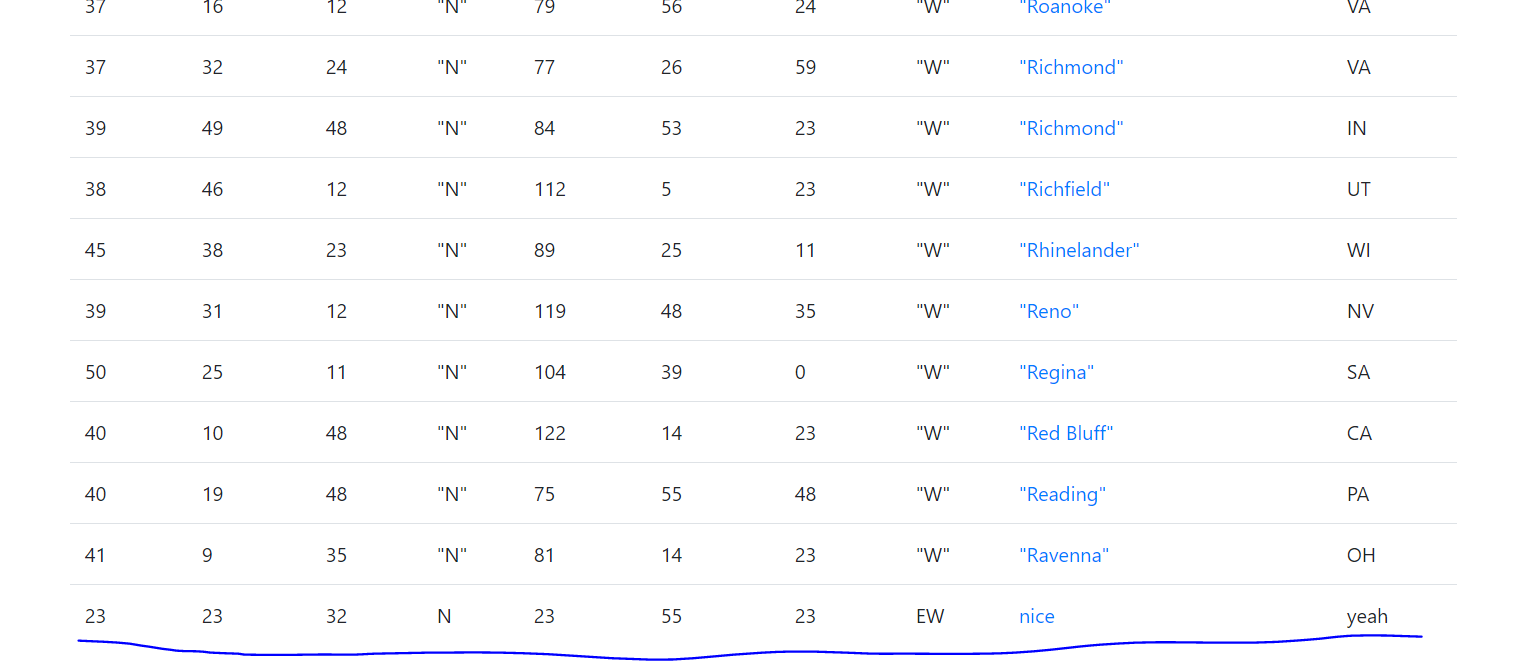 37 16 12 "N" 79 56 24 "W" "Roanoke" VA
37 32 24 "N" 77 26 59 "W" "Richmond" VA
39 49 48 "N" 84 53 23 "W" "Richmond" IN
38 46 12 "N" 112 5 23 "W" "Richfield" UT
45 38 23 "N" 89 25 11 "W" "Rhinelander" WI
39 31 12 "N" 119 48 35 "W" "Reno" NV
50 25 11 "N" 104 39 0 "W" "Regina" SA
40 10 48 "N" 122 14 23 "W" "Red Bluff" CA
40 19 48 "N" 75 55 48 "W" "Reading" PA
41 9 35 "N" 81 14 23 "W" "Ravenna" OH
23 23 32 N 23 55 23 EW nice yeah